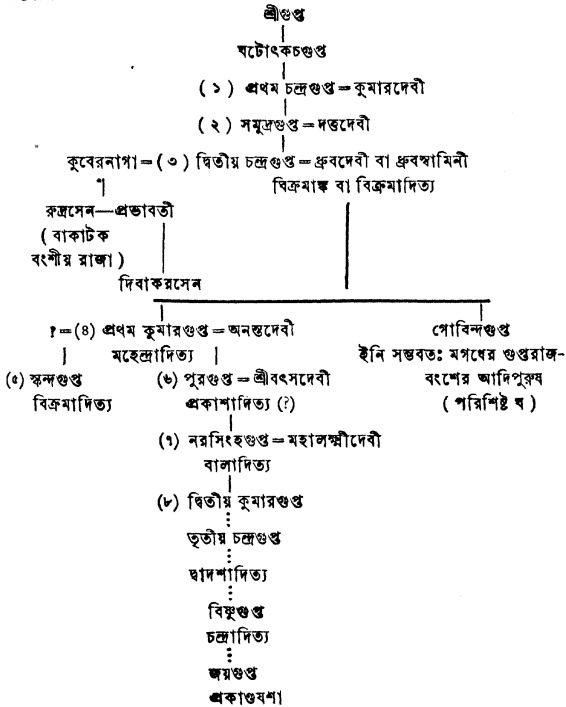 শ্রীগুপ্ত
ঘটোৎকচগুপ্ত
(১) প্রথম চন্দ্রগুপ্ত = কুমারদেবী
(২) সমুদ্রগুপ্ত = দত্তদেবী
কুবেরনাগা = (৩) দ্বিতীয় চন্দ্রগুপ্ত = ধ্রুবদেবী বা ধ্রুবস্বামিনী
বিক্রমাঙ্ক বা বিক্রমাদিত্য
রুদ্রসেন—প্রভাবতী
(বাকাটক
বংশীয় রাজা)
দিবাকরসেন
? = (৪) প্রথম কুমারগুপ্ত = অনন্তদেবী
মহেন্দ্রাদিত্য
গোবিন্দগুপ্ত
ইনি সম্ভবতঃ মগধের গুপ্তরাজ-
বংশের আদিপুরুষ
(পরিশিষ্ট ঘ)
(৫) স্কন্দগুপ্ত
বিক্রমাদিত্য
(৬) পুরগুপ্ত = শ্রীবৎসদেবী
প্রকাশাদিত্য (?)
(৭) নরসিংহগুপ্ত = মহালক্ষ্মীদেবী
বালাদিত্য
(৮) দ্বিতীয় কুমারগুপ্ত
তৃতীয় চন্দ্রগুপ্ত
দ্বাদশাদিত্য
বিষ্ণুগুপ্ত
চন্দ্রাদিত্য
জয়গুপ্ত
প্রকাণ্ডযশা